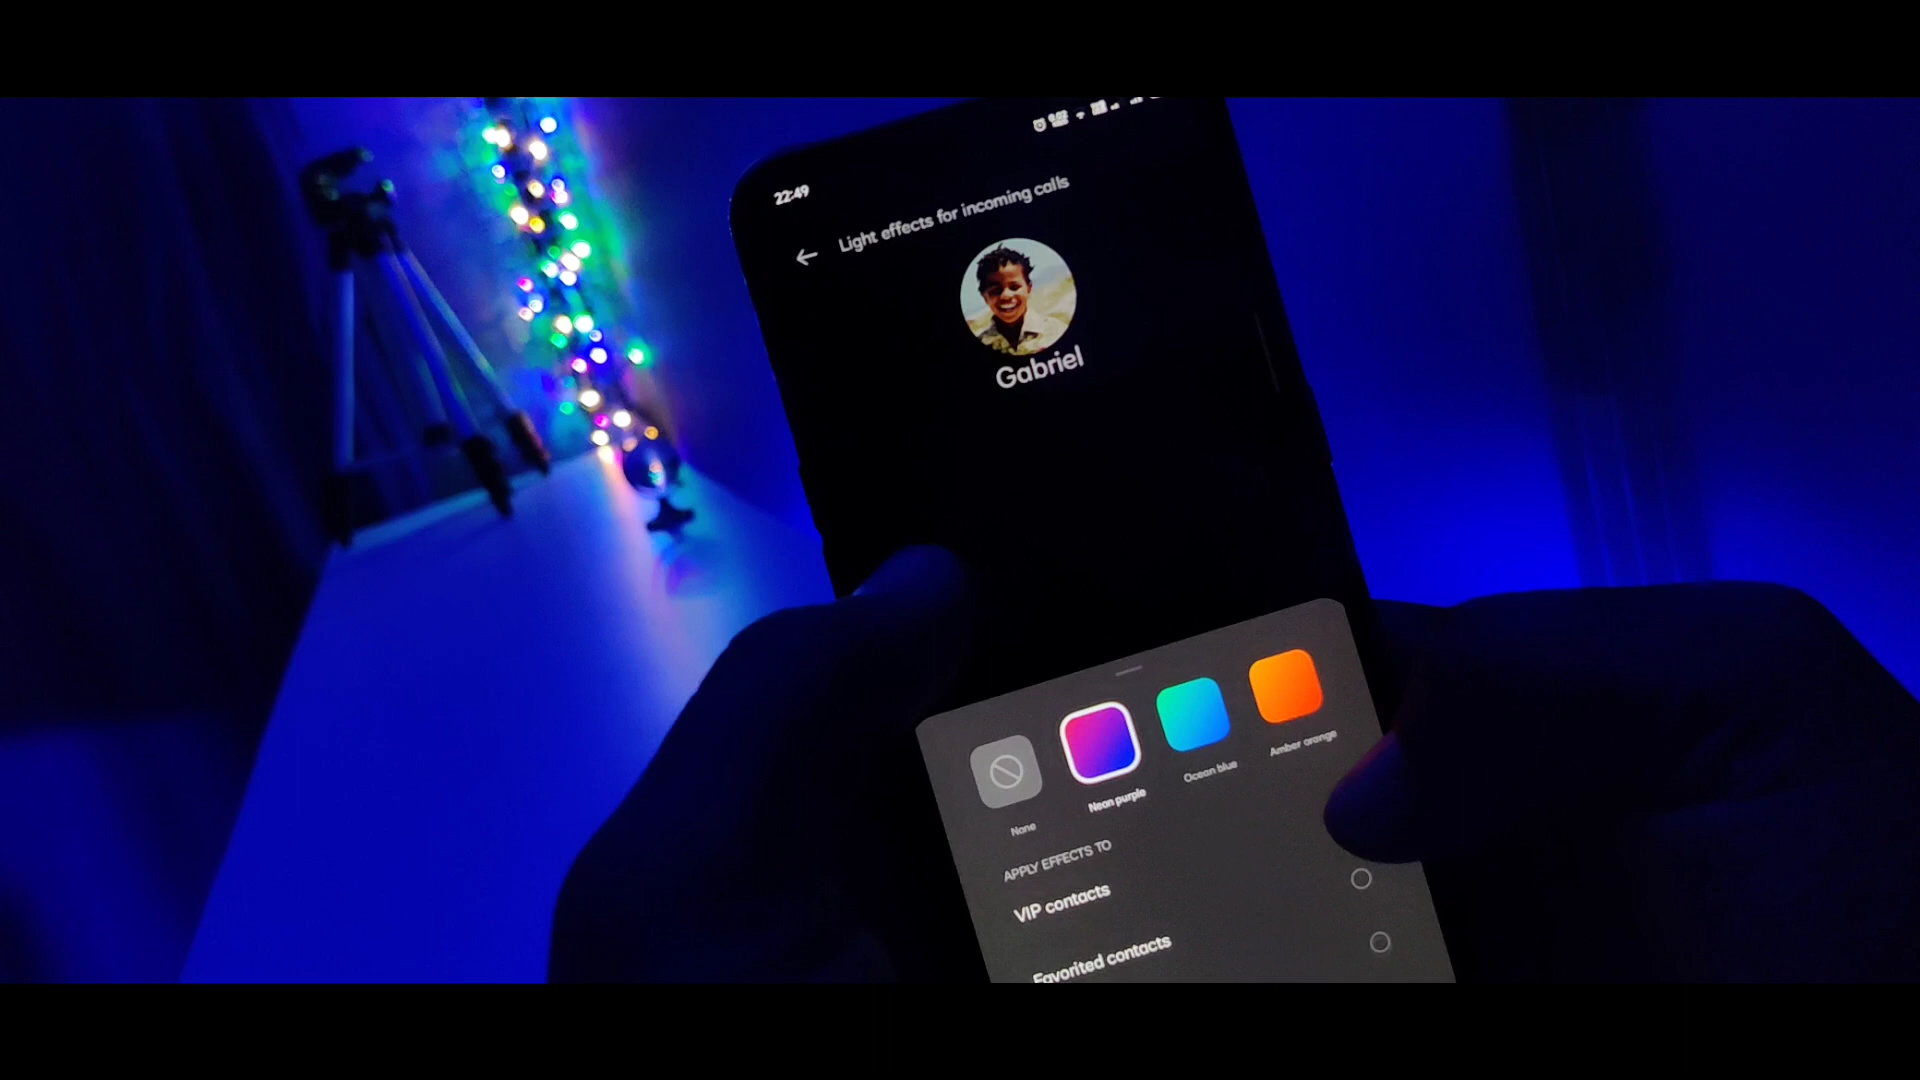 22:49
Light effects for incoming calls
Gabriel
None
Neon purple
Ocean blue
Amber orange
APPLY EFFECTS TO
VIP contacts
Favorited contacts